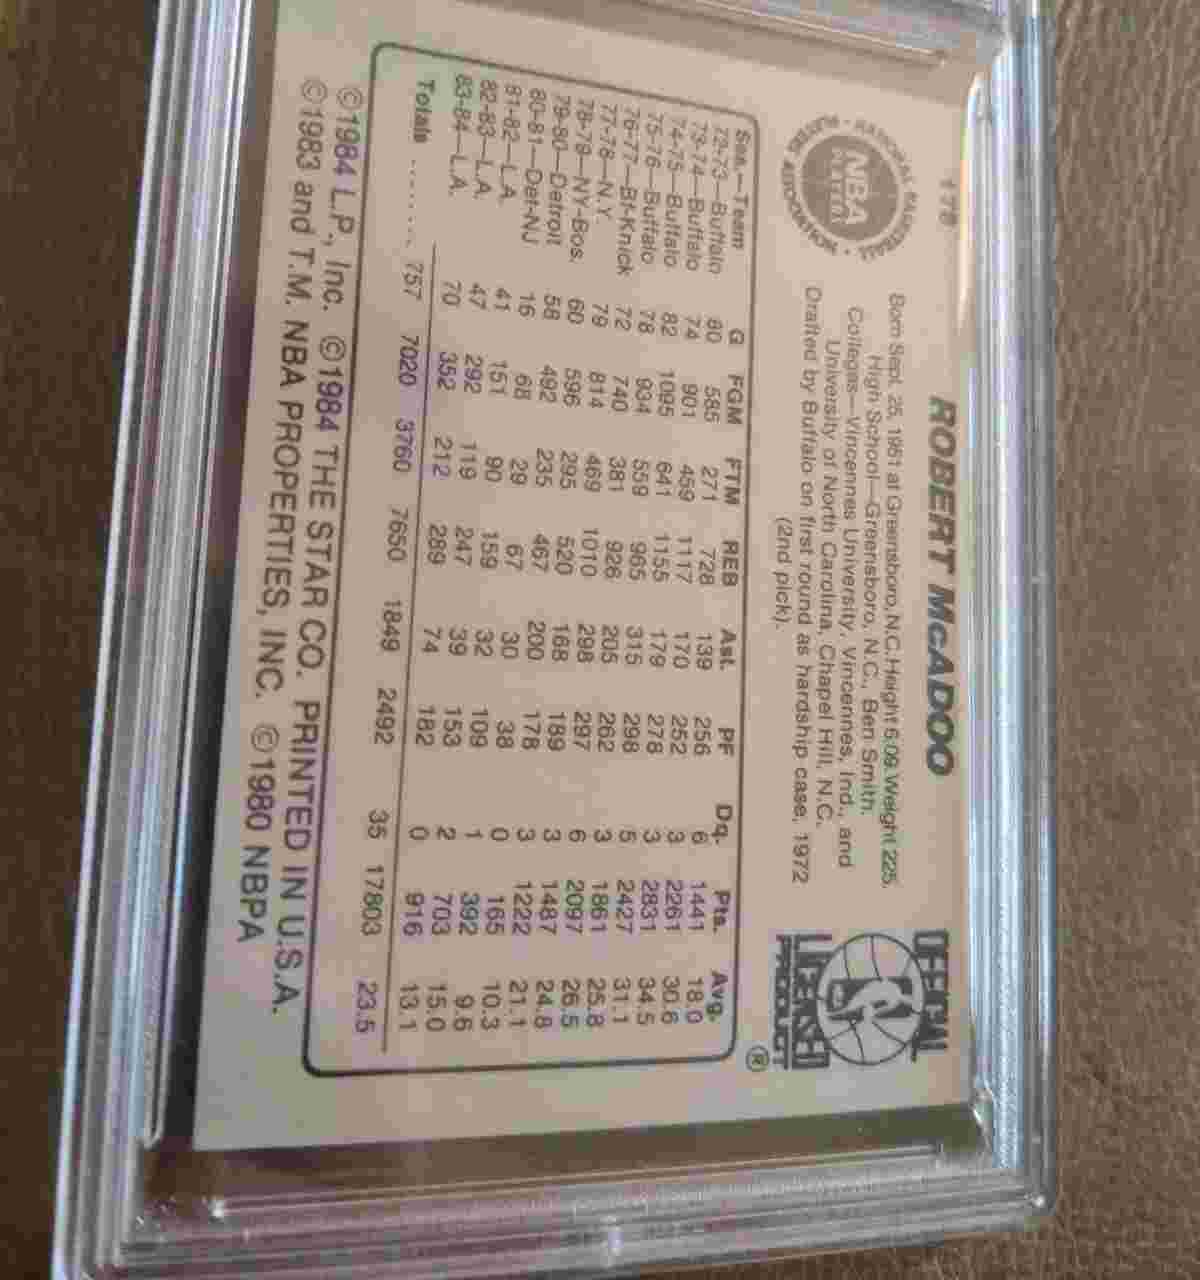 NATIONAL BASKETBALL PLAYERS ASSOCIATION
NBA PLAYERS
ROBERT McADOO
Born Sept. 25, 1951 at Greensboro, N.C. Height 6:09. Weight 225.
High School—Greensboro, N.C., Ben Smith.
Colleges—Vincennes University, Vincennes, Ind., and
University of North Carolina, Chapel Hill, N.C.
Drafted by Buffalo on first round as hardship case, 1972
(2nd pick).
OFFICIAL
NBA
LICENSED
PRODUCT ®
Sea.—Team G FGM FTM REB Ast. PF Dq. Pts. Avg.
72-73—Buffalo 80 585 271 728 139 256 6 1441 18.0
73-74—Buffalo 74 901 459 1117 170 252 3 2261 30.6
74-75—Buffalo 82 1095 641 1155 179 278 3 2831 34.5
75-76—Buffalo 78 934 559 965 315 298 5 2427 31.1
76-77—Bf-Knick 72 740 381 926 205 262 3 1861 25.8
77-78—N.Y. 79 814 469 1010 298 297 6 2097 26.5
78-79—NY-Bos. 60 596 295 520 168 189 3 1487 24.8
79-80—Detroit 58 492 235 467 200 178 3 1222 21.1
80-81—Det-NJ 16 68 29 67 30 38 0 165 10.3
81-82—L.A. 41 151 90 159 32 109 1 392 9.6
82-83—L.A. 47 292 119 247 39 153 2 703 15.0
83-84—L.A. 70 352 212 289 74 182 0 916 13.1
Totals ....... 757 7020 3760 7650 1849 2492 35 17803 23.5
©1984 L.P., Inc. ©1984 THE STAR CO. PRINTED IN U.S.A.
©1983 and T.M. NBA PROPERTIES, INC. ©1980 NBPA